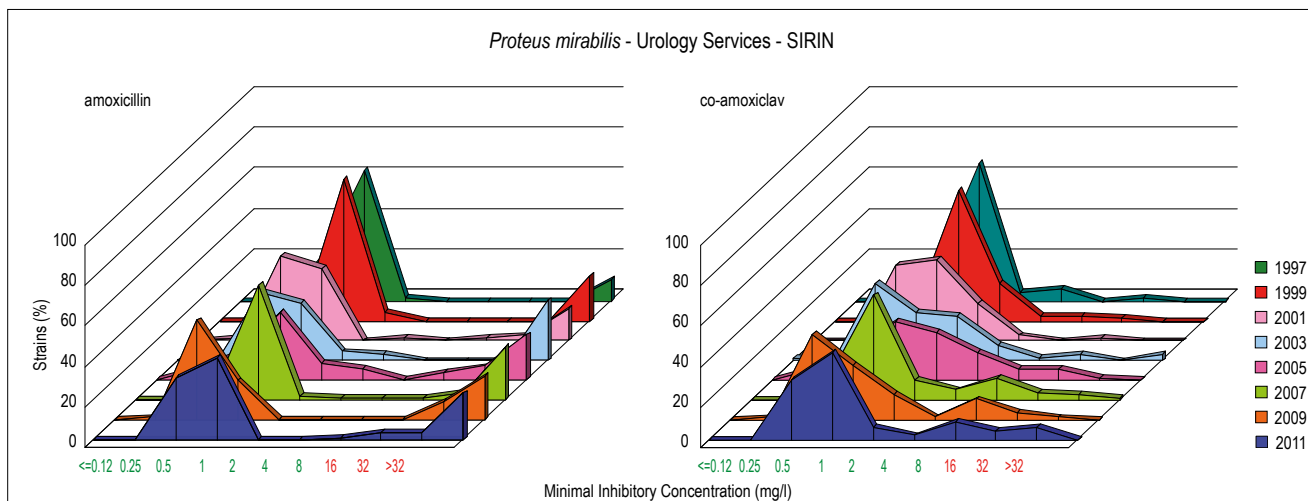 Proteus mirabilis - Urology Services - SIRIN
amoxicillin
co-amoxiclav
Strains (%)
100
80
60
40
20
0
100
80
60
40
20
0
<=0.12 0.25 0.5 1 2 4 8 16 32 >32
<=0.12 0.25 0.5 1 2 4 8 16 32 >32
Minimal Inhibitory Concentration (mg/l)
1997
1999
2001
2003
2005
2007
2009
2011